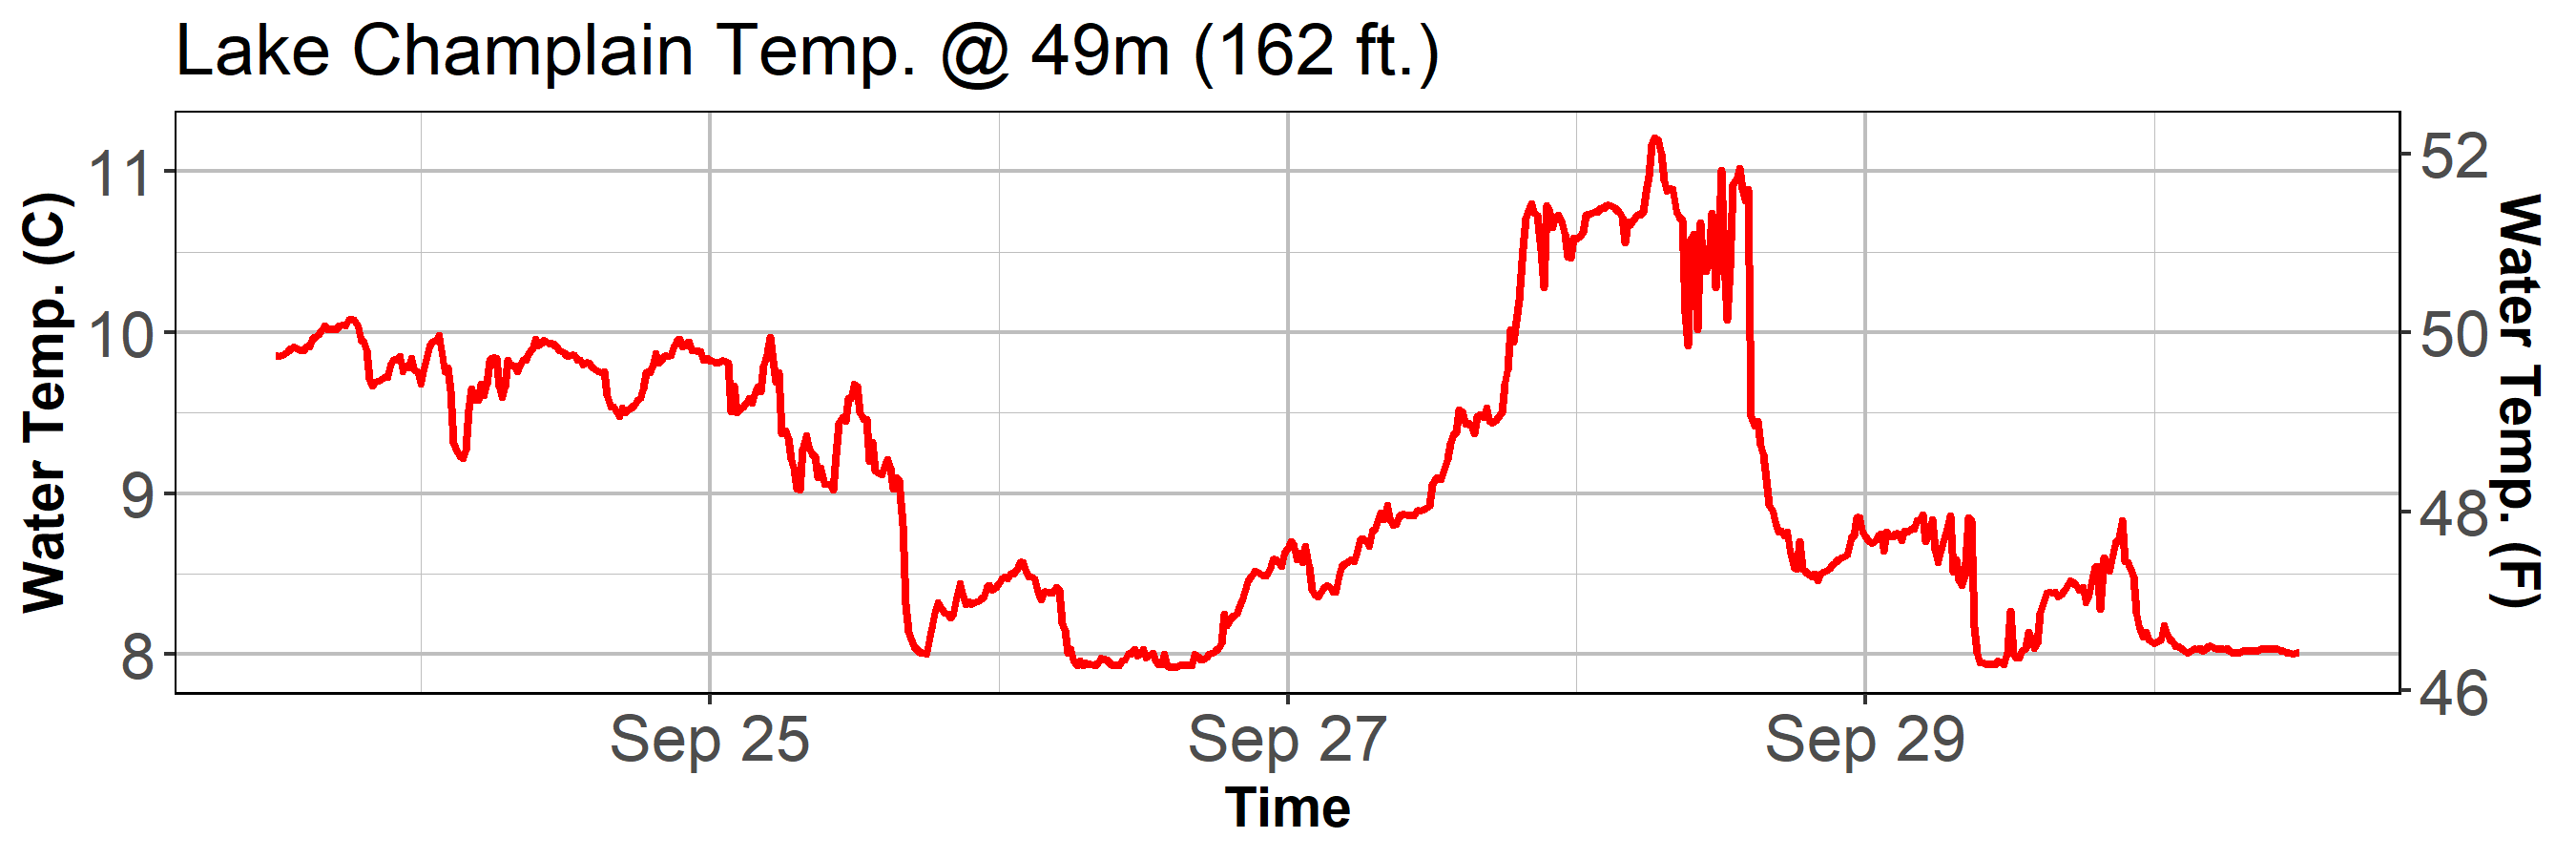 Lake Champlain Temp. @ 49m (162 ft.)
Water Temp. (C)
11
10
9
8
52
50
48
46
Water Temp. (F)
Sep 25
Sep 27
Sep 29
Time